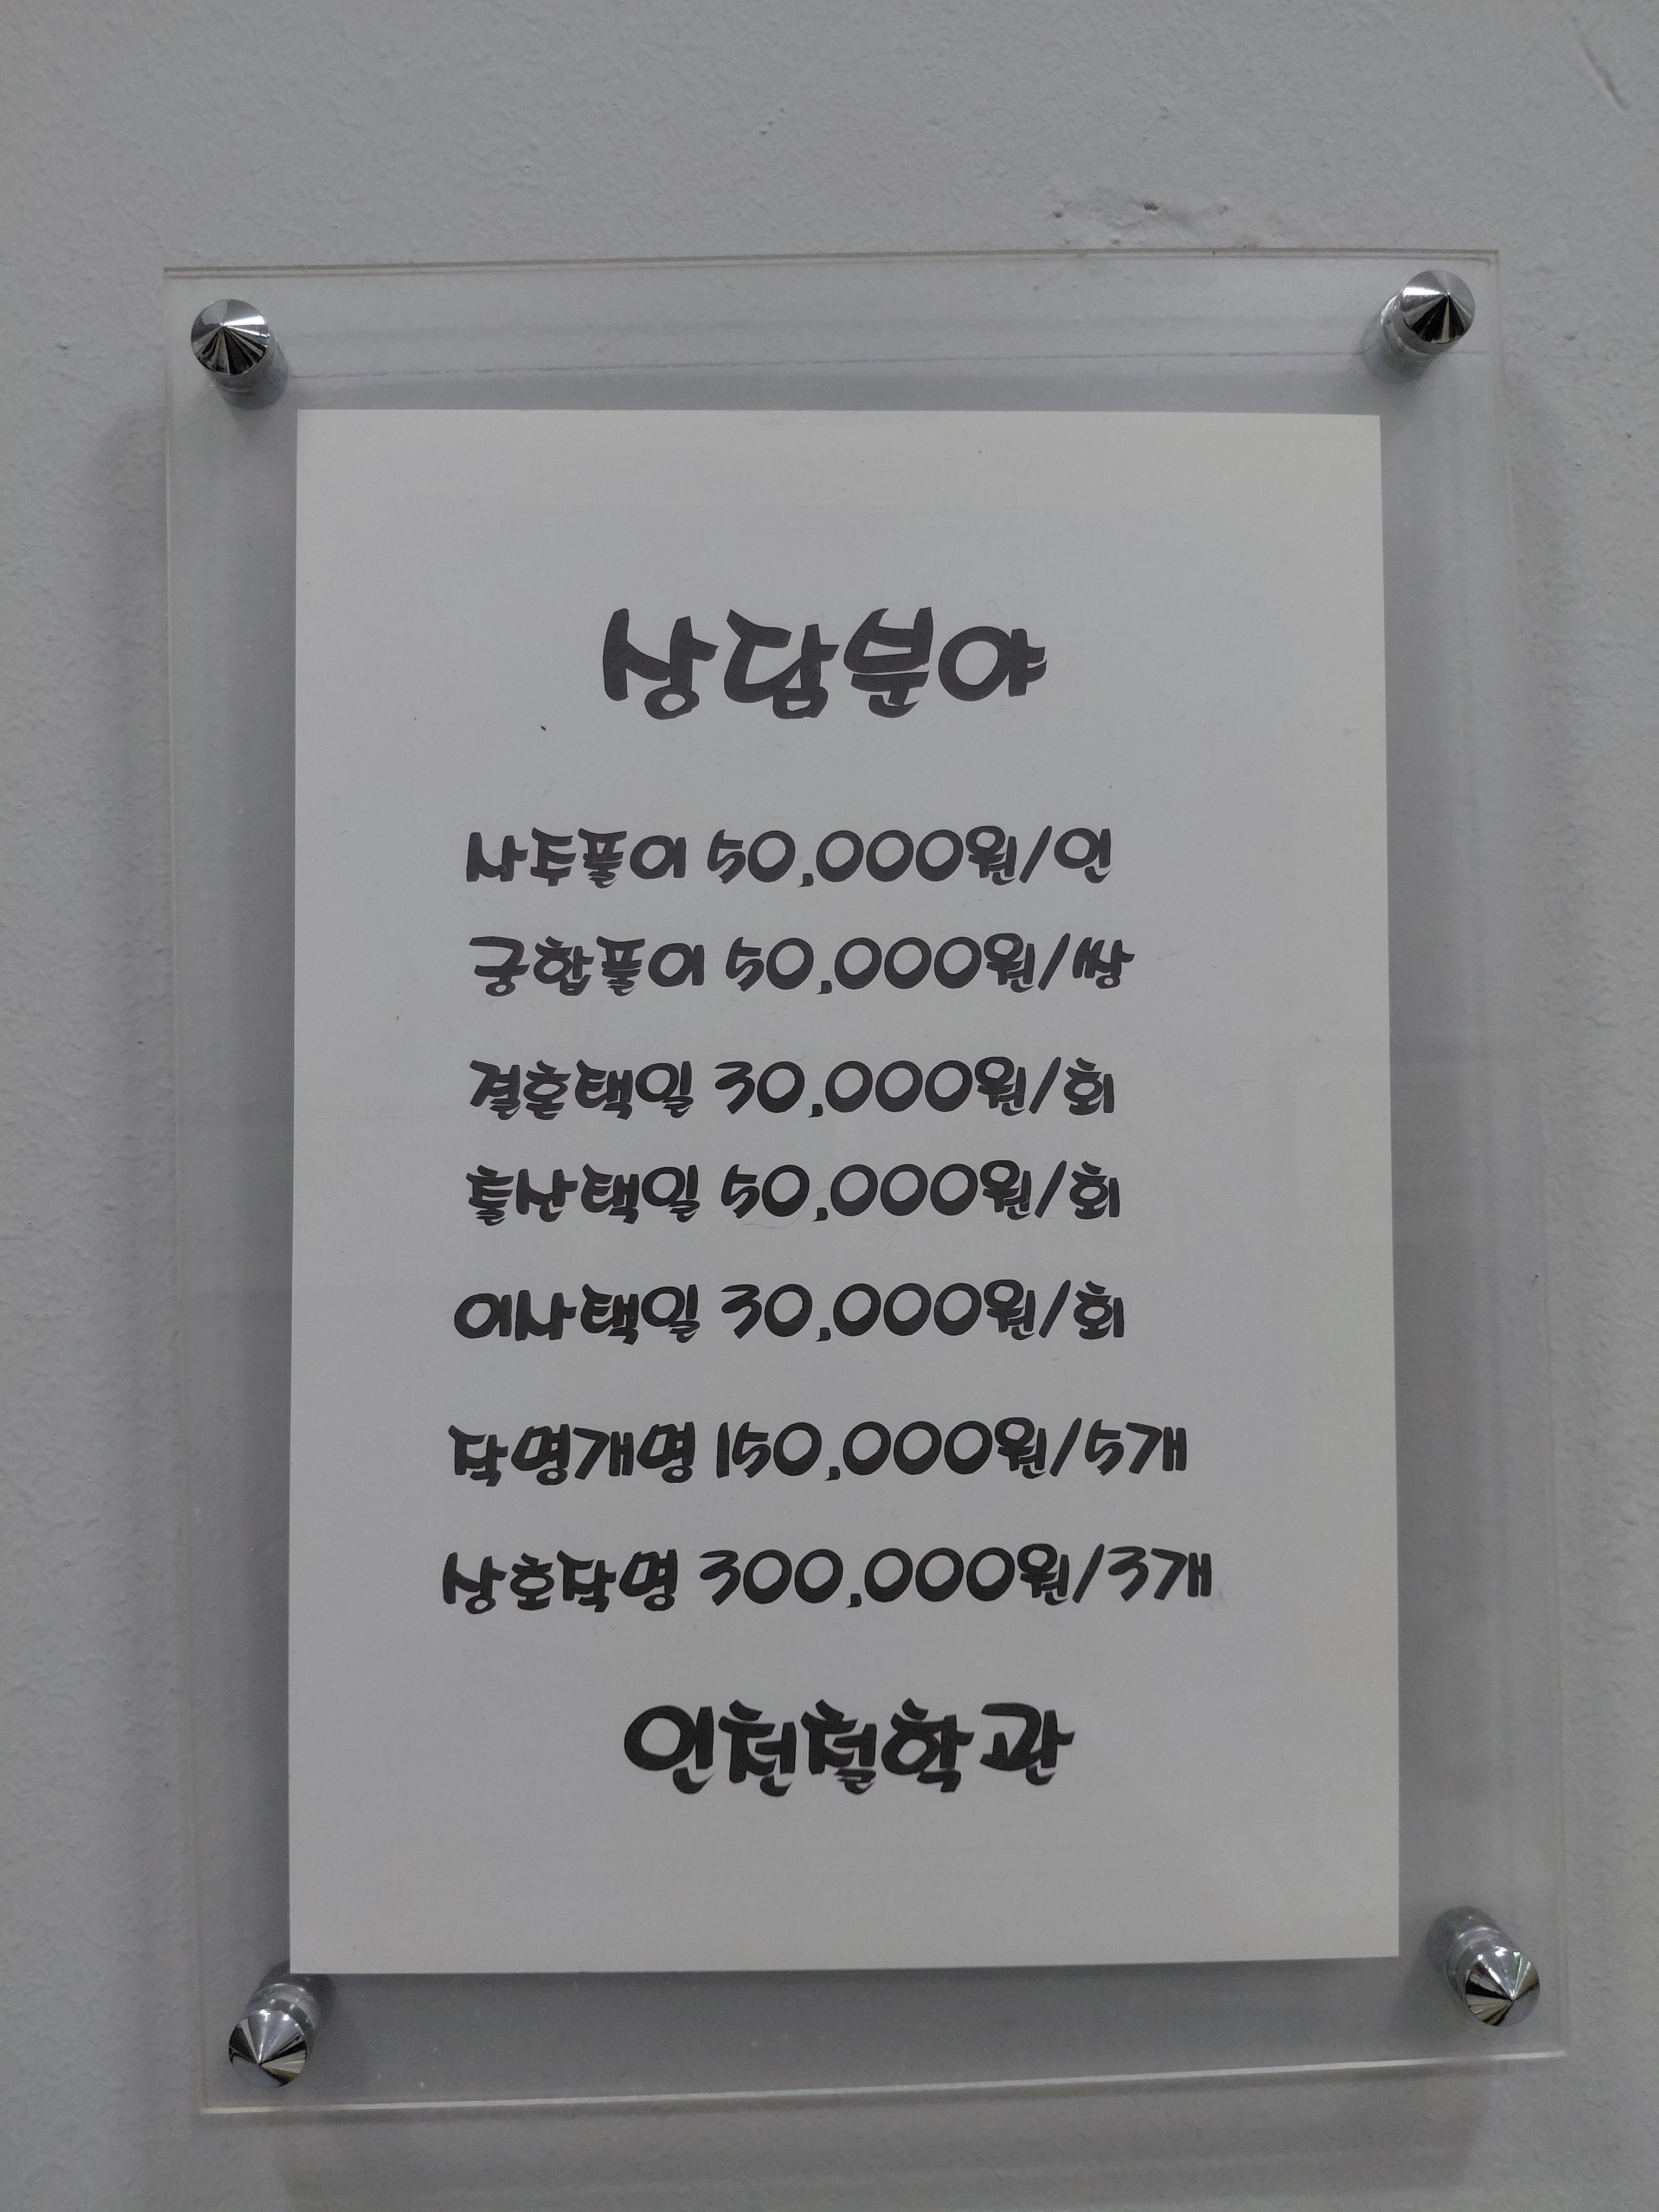 상담분야
사주풀이 50,000원/인
궁합풀이 50,000원/쌍
결혼택일 30,000원/회
출산택일 50,000원/회
이사택일 30,000원/회
작명개명 150,000원/5개
상호작명 300,000원/3개
인천철학관